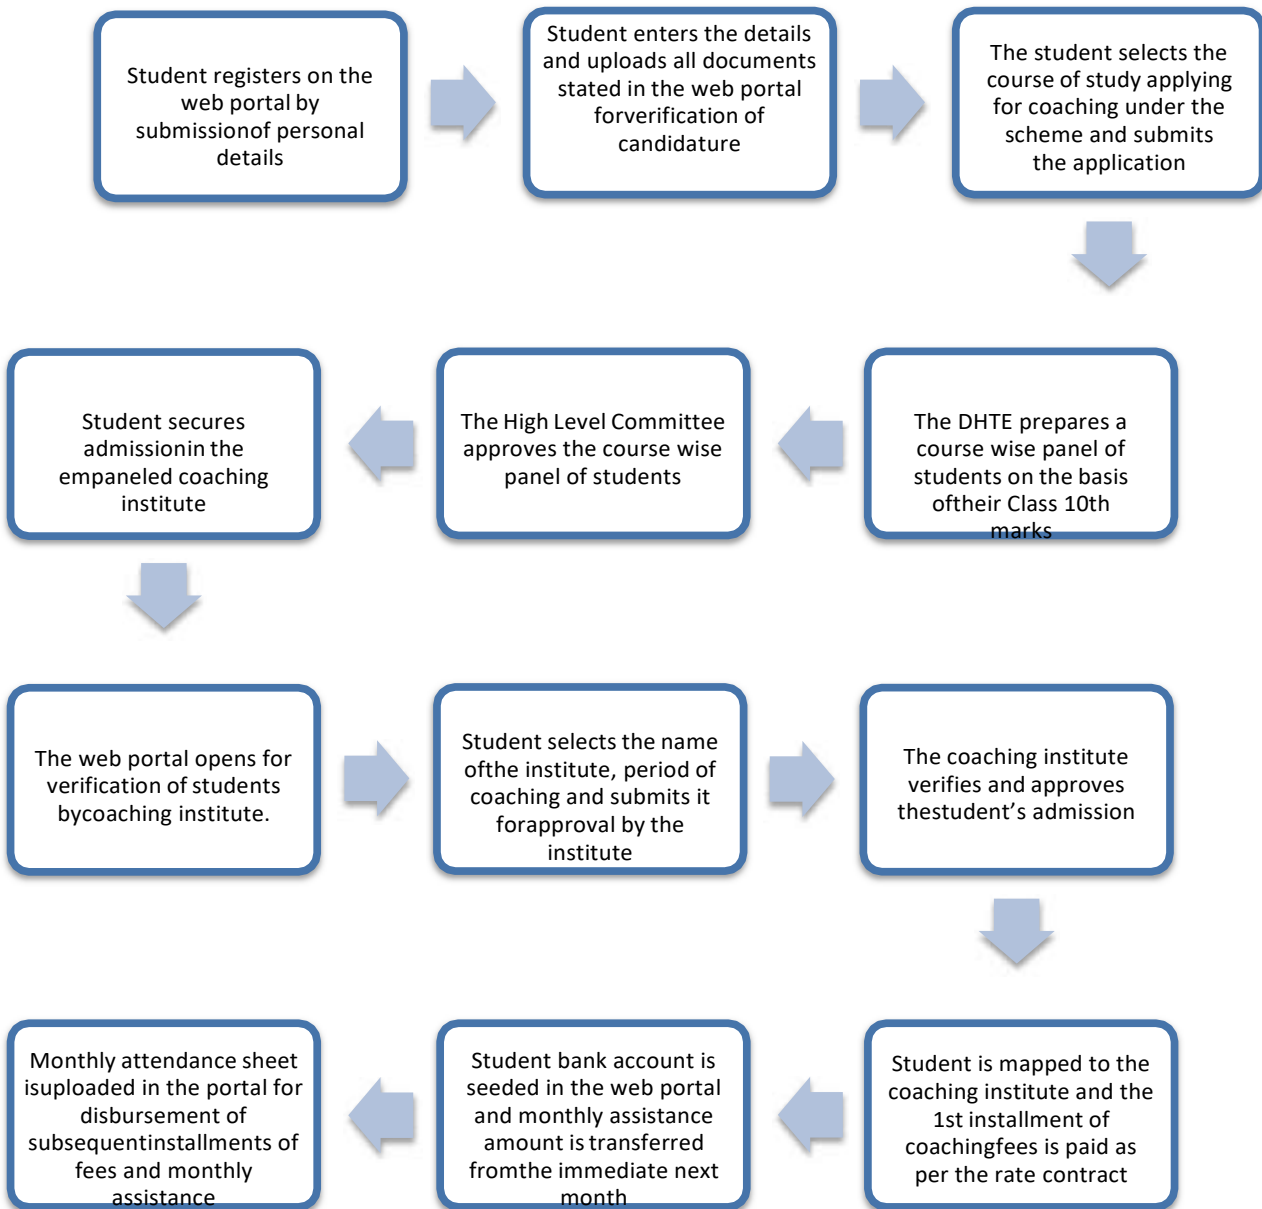 Student registers on the
web portal by
submissionof personal
details
Student enters the details
and uploads all documents
stated in the web portal
forverification of
candidature
The student selects the
course of study applying
for coaching under the
scheme and submits
the application
The DHTE prepares a
course wise panel of
students on the basis
oftheir Class 10th
marks
The High Level Committee
approves the course wise
panel of students
Student secures
admissionin the
empaneled coaching
institute
The web portal opens for
verification of students
bycoaching institute.
Student selects the name
ofthe institute, period of
coaching and submits it
forapproval by the
institute
The coaching institute
verifies and approves
thestudent’s admission
Student is mapped to the
coaching institute and the
1st installment of
coachingfees is paid as
per the rate contract
Student bank account is
seeded in the web portal
and monthly assistance
amount is transferred
fromthe immediate next
month
Monthly attendance sheet
isuploaded in the portal for
disbursement of
subsequentinstallments of
fees and monthly
assistance